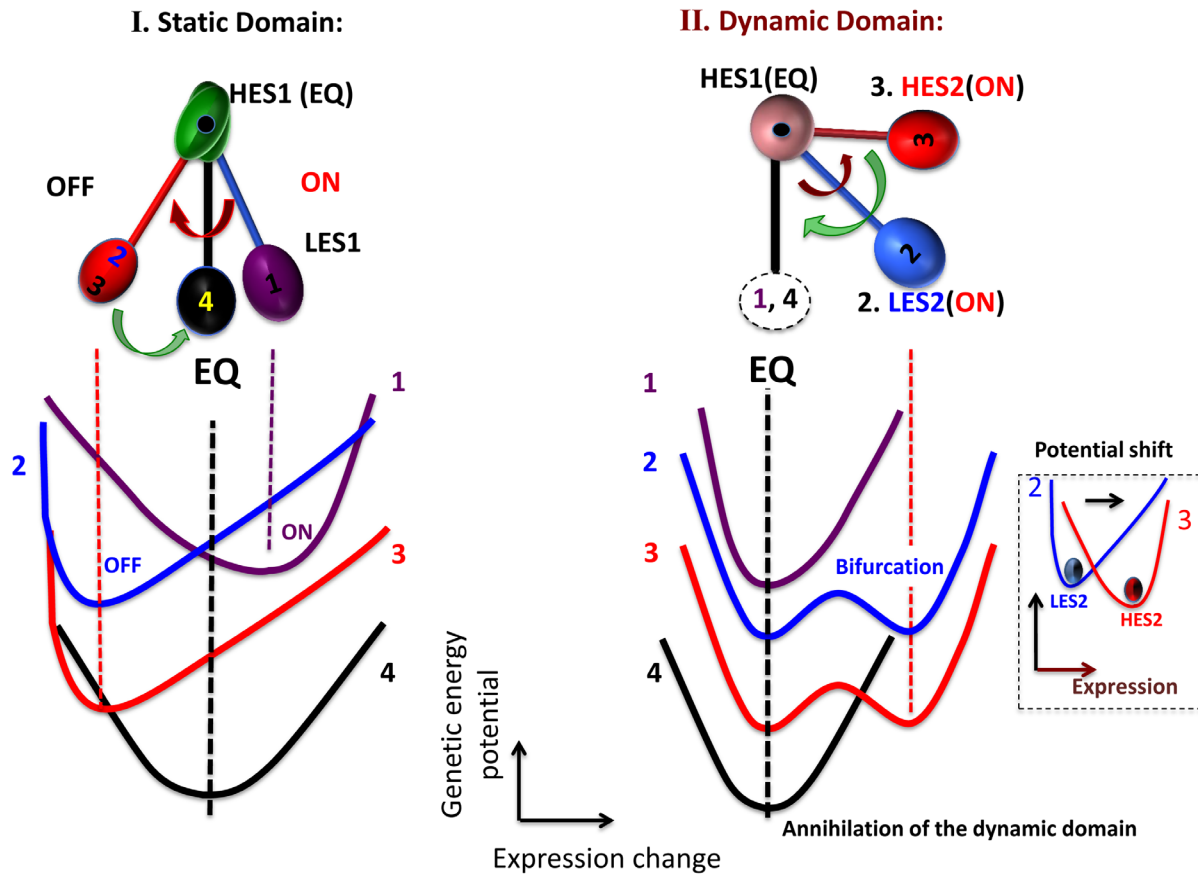 I. Static Domain:
HES1 (EQ)
OFF
ON
LES1
2
3
4
1
EQ
1
2
OFF
ON
3
4
Genetic energy
potential
Expression change
II. Dynamic Domain:
HES1(EQ)
3. HES2(ON)
3
2
1, 4
2. LES2(ON)
EQ
1
2
3
Bifurcation
4
Annihilation of the dynamic domain
Potential shift
2
3
LES2
HES2
Expression